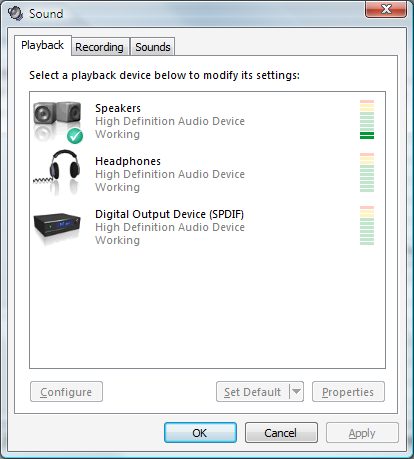 Sound
Playback Recording Sounds
Select a playback device below to modify its settings:
Speakers
High Definition Audio Device
Working
Headphones
High Definition Audio Device
Working
Digital Output Device (SPDIF)
High Definition Audio Device
Working
Configure Set Default Properties
OK Cancel Apply